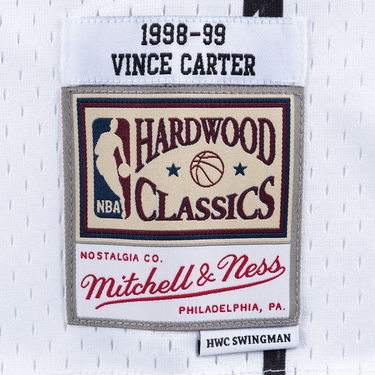 1998-99
VINCE CARTER
HARDWOOD
NBA
CLASSICS
NOSTALGIA CO.
Mitchell & Ness
PHILADELPHIA, PA.
HWC SWINGMAN